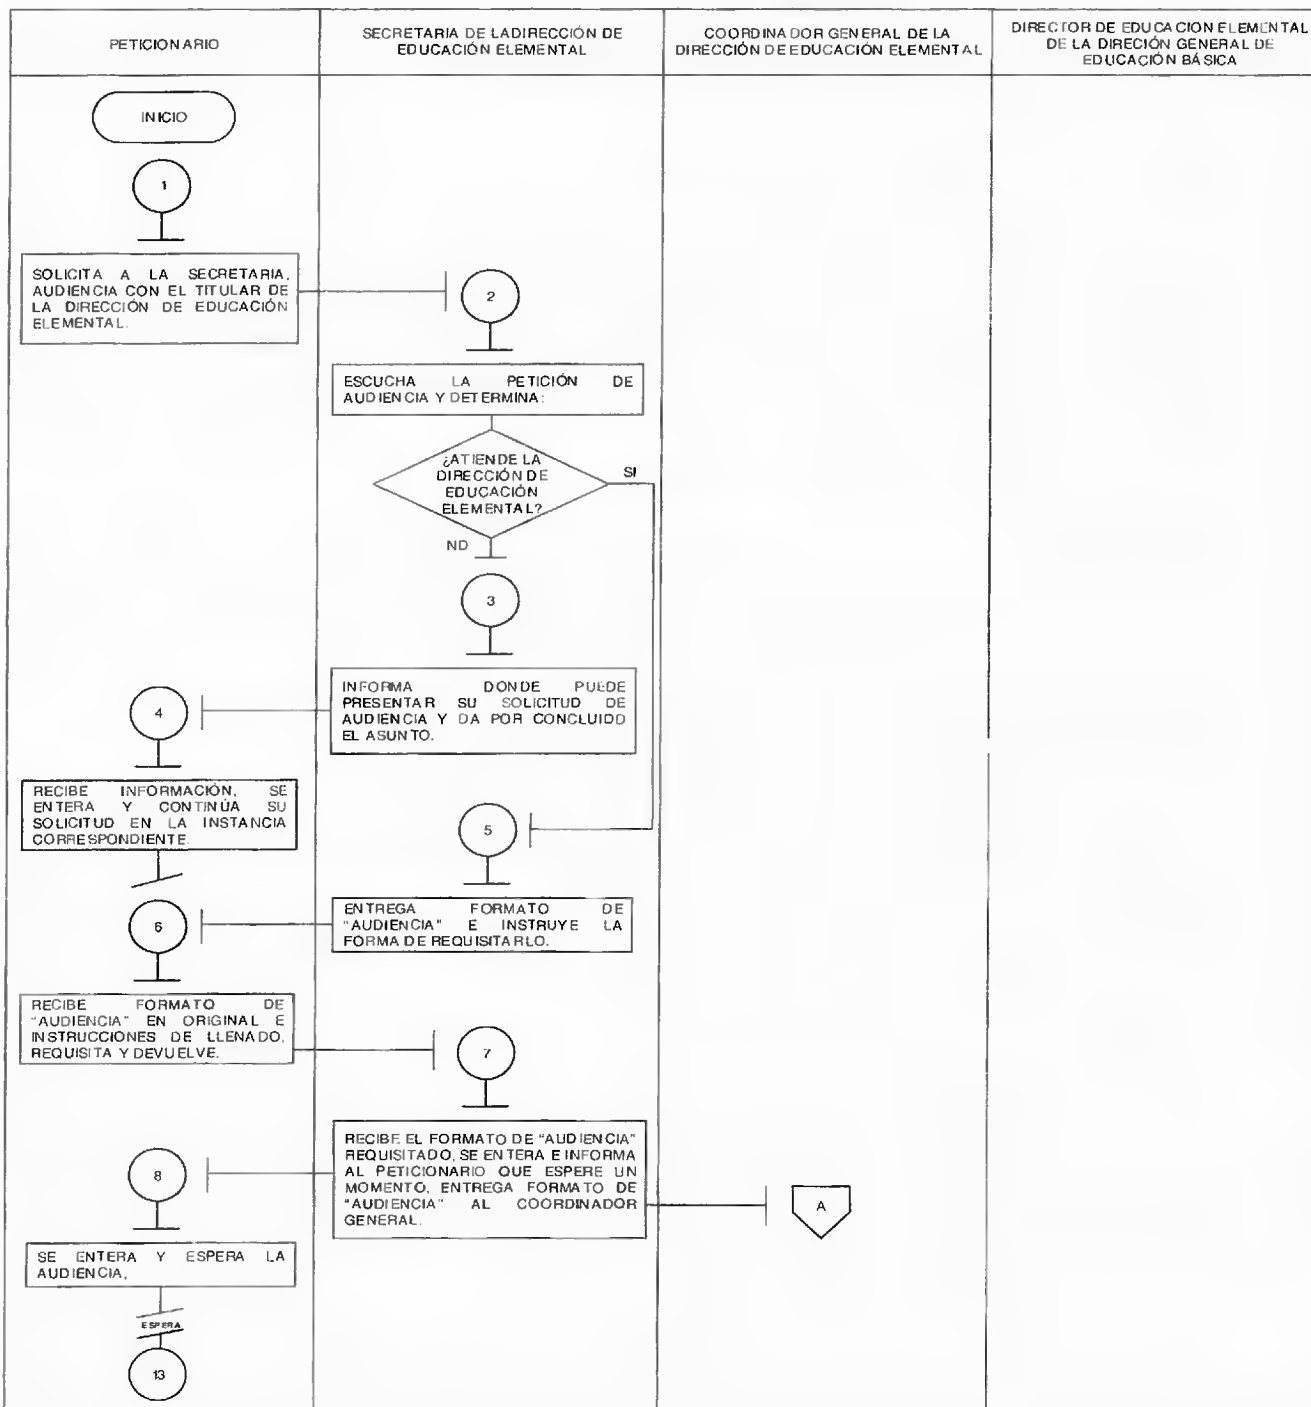 PETICIONARIO
SECRETARIA DE LADIRECCIÓN DE
EDUCACIÓN ELEMENTAL
COORDINADOR GENERAL DE LA
DIRECCIÓN DE EDUCACIÓN ELEMENTAL
DIRECTOR DE EDUCACION ELEMENTAL
DE LA DIRECIÓN GENERAL DE
EDUCACIÓN BÁSICA
INICIO
1
SOLICITA A LA SECRETARIA,
AUDIENCIA CON EL TITULAR DE
LA DIRECCIÓN DE EDUCACIÓN
ELEMENTAL.
2
ESCUCHA LA PETICIÓN DE
AUDIENCIA Y DETERMINA:
¿ATIENDE LA
DIRECCIÓN DE
EDUCACIÓN
ELEMENTAL?
SI
NO
3
INFORMA DONDE PUEDE
PRESENTAR SU SOLICITUD DE
AUDIENCIA Y DA POR CONCLUIDO
EL ASUNTO.
4
RECIBE INFORMACIÓN, SE
ENTERA Y CONTINÚA SU
SOLICITUD EN LA INSTANCIA
CORRESPONDIENTE.
5
ENTREGA FORMATO DE
"AUDIENCIA" E INSTRUYE LA
FORMA DE REQUISITARLO.
6
RECIBE FORMATO DE
"AUDIENCIA" EN ORIGINAL E
INSTRUCCIONES DE LLENADO,
REQUISITA Y DEVUELVE.
7
RECIBE EL FORMATO DE "AUDIENCIA"
REQUISITADO, SE ENTERA E INFORMA
AL PETICIONARIO QUE ESPERE UN
MOMENTO, ENTREGA FORMATO DE
"AUDIENCIA" AL COORDINADOR
GENERAL.
8
A
SE ENTERA Y ESPERA LA
AUDIENCIA,
ESPERA
13